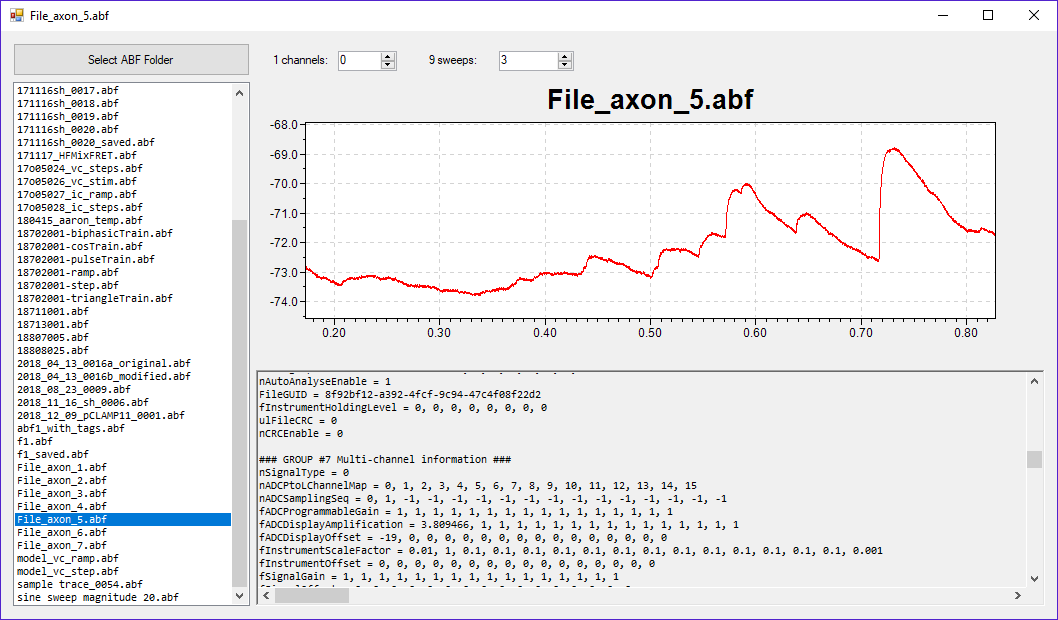 File_axon_5.abf
Select ABF Folder
1 channels: 0 9 sweeps: 3
171116sh_0017.abf
171116sh_0018.abf
171116sh_0019.abf
171116sh_0020.abf
171116sh_0020_saved.abf
171117_HFMixFRET.abf
17o05024_vc_steps.abf
17o05026_vc_stim.abf
17o05027_ic_ramp.abf
17o05028_ic_steps.abf
180415_aaron_temp.abf
18702001-biphasicTrain.abf
18702001-cosTrain.abf
18702001-pulseTrain.abf
18702001-ramp.abf
18702001-step.abf
18702001-triangleTrain.abf
18711001.abf
18713001.abf
18807005.abf
18808025.abf
2018_04_13_0016a_original.abf
2018_04_13_0016b_modified.abf
2018_08_23_0009.abf
2018_11_16_sh_0006.abf
2018_12_09_pCLAMP11_0001.abf
abf1_with_tags.abf
f1.abf
f1_saved.abf
File_axon_1.abf
File_axon_2.abf
File_axon_3.abf
File_axon_4.abf
File_axon_5.abf
File_axon_6.abf
File_axon_7.abf
model_vc_ramp.abf
model_vc_step.abf
sample trace_0054.abf
sine sweep magnitude 20.abf
File_axon_5.abf
-68.0
-69.0
-70.0
-71.0
-72.0
-73.0
-74.0
0.20 0.30 0.40 0.50 0.60 0.70 0.80
nAutoAnalyseEnable = 1
FileGUID = 8f92bf12-a392-4fcf-9c94-47c4f08f22d2
fInstrumentHoldingLevel = 0, 0, 0, 0, 0, 0, 0, 0
ulFileCRC = 0
nCRCEnable = 0
### GROUP #7 Multi-channel information ###
nSignalType = 0
nADCPtoLChannelMap = 0, 1, 2, 3, 4, 5, 6, 7, 8, 9, 10, 11, 12, 13, 14, 15
nADCSamplingSeq = 0, 1, -1, -1, -1, -1, -1, -1, -1, -1, -1, -1, -1, -1, -1, -1
fADCProgrammableGain = 1, 1, 1, 1, 1, 1, 1, 1, 1, 1, 1, 1, 1, 1, 1, 1
fADCDisplayAmplification = 3.809466, 1, 1, 1, 1, 1, 1, 1, 1, 1, 1, 1, 1, 1, 1, 1
fADCDisplayOffset = -19, 0, 0, 0, 0, 0, 0, 0, 0, 0, 0, 0, 0, 0, 0, 0
fInstrumentScaleFactor = 0.01, 1, 0.1, 0.1, 0.1, 0.1, 0.1, 0.1, 0.1, 0.1, 0.1, 0.1, 0.1, 0.1, 0.1, 0.001
fInstrumentOffset = 0, 0, 0, 0, 0, 0, 0, 0, 0, 0, 0, 0, 0, 0, 0, 0
fSignalGain = 1, 1, 1, 1, 1, 1, 1, 1, 1, 1, 1, 1, 1, 1, 1, 1